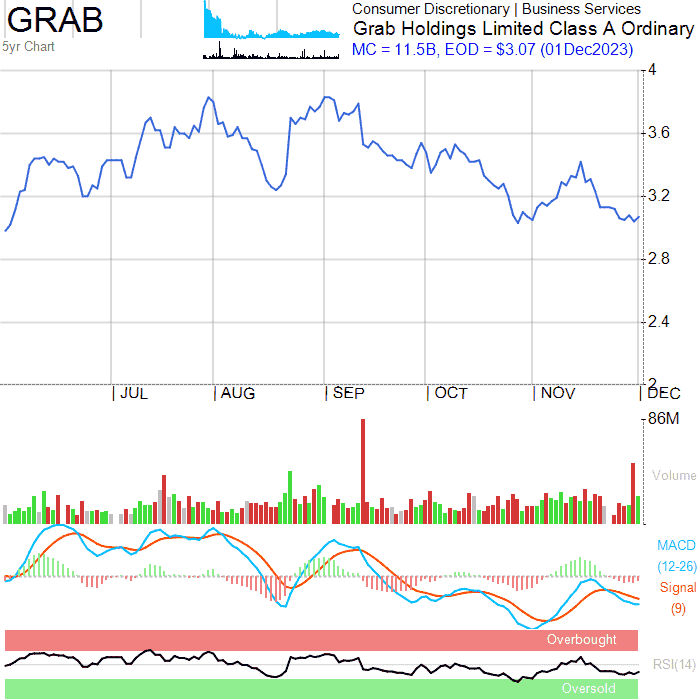 GRAB
5yr Chart
Consumer Discretionary | Business Services
Grab Holdings Limited Class A Ordinary
MC = 11.5B, EOD = $3.07 (01Dec2023)
4
3.6
3.2
2.8
2.4
2
JUL AUG SEP OCT NOV DEC
86M
Volume
MACD
(12-26)
Signal
(9)
Overbought
RSI(14)
Oversold